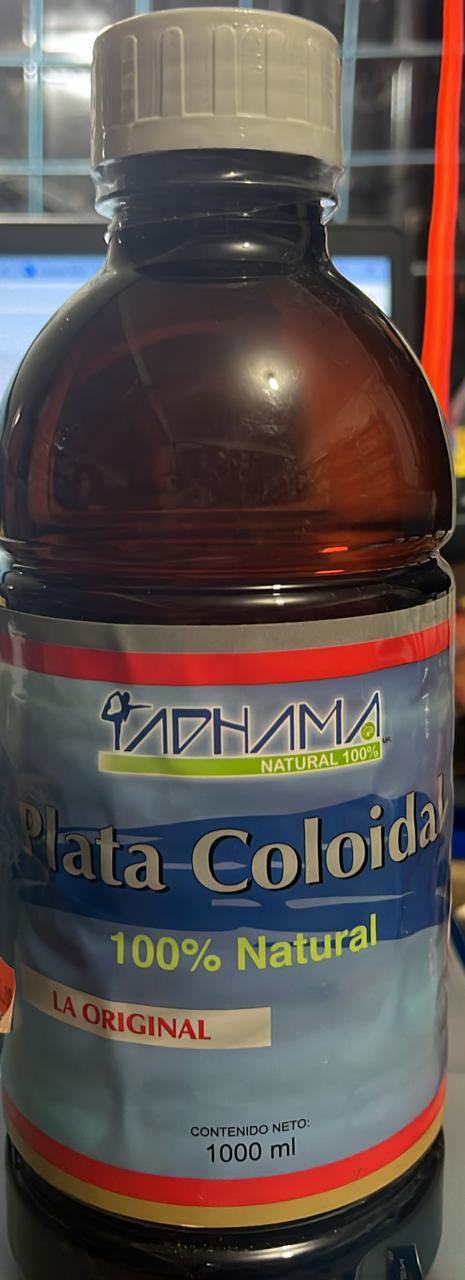 ADHAMA
NATURAL 100%
Plata Coloidal
100% Natural
LA ORIGINAL
CONTENIDO NETO:
1000 ml